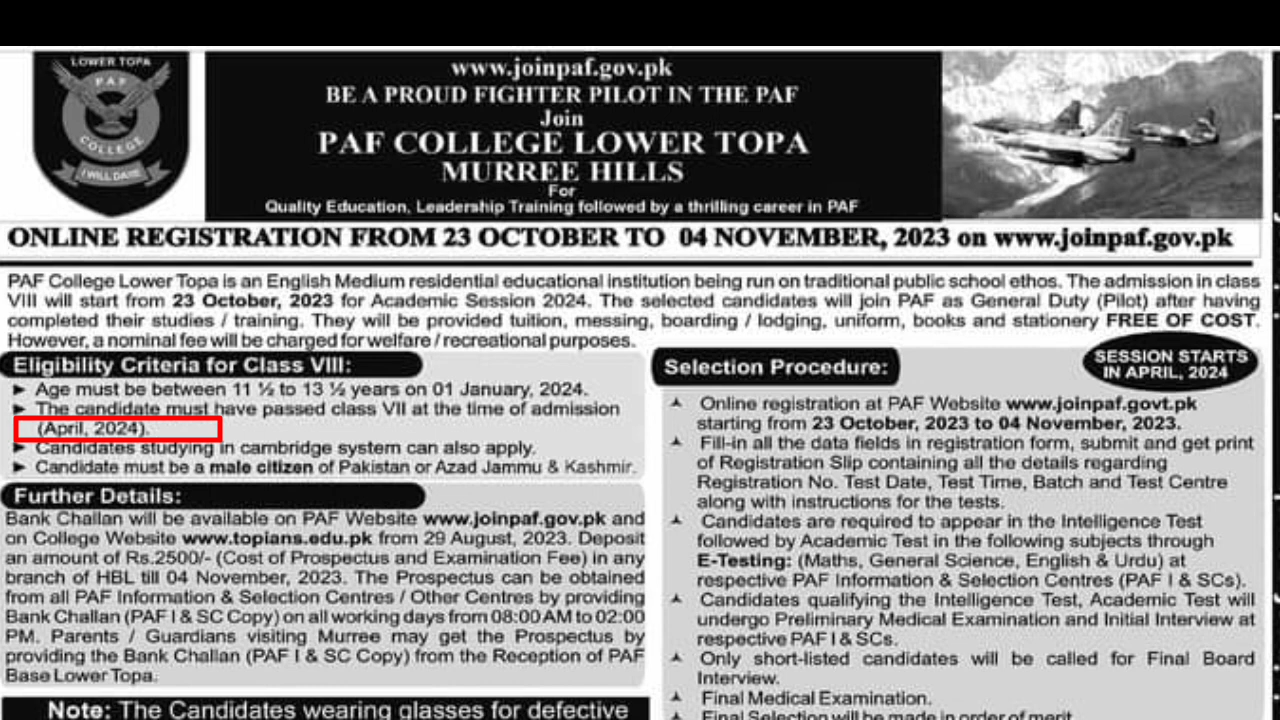 LOWER TOPA
PAF
COLLEGE
I WILL DARE
www.joinpaf.gov.pk
BE A PROUD FIGHTER PILOT IN THE PAF
Join
PAF COLLEGE LOWER TOPA
MURREE HILLS
For
Quality Education, Leadership Training followed by a thrilling career in PAF
ONLINE REGISTRATION FROM 23 OCTOBER TO 04 NOVEMBER, 2023 on www.joinpaf.gov.pk
PAF College Lower Topa is an English Medium residential educational institution being run on traditional public school ethos. The admission in class
VIII will start from 23 October, 2023 for Academic Session 2024. The selected candidates will join PAF as General Duty (Pilot) after having
completed their studies / training. They will be provided tuition, messing, boarding / lodging, uniform, books and stationery FREE OF COST.
However, a nominal fee will be charged for welfare / recreational purposes.
Eligibility Criteria for Class VIII:
► Age must be between 11 ½ to 13 ½ years on 01 January, 2024.
► The candidate must have passed class VII at the time of admission
(April, 2024).
► Candidates studying in cambridge system can also apply.
► Candidate must be a male citizen of Pakistan or Azad Jammu & Kashmir.
Further Details:
Bank Challan will be available on PAF Website www.joinpaf.gov.pk and
on College Website www.topians.edu.pk from 29 August, 2023. Deposit
an amount of Rs.2500/- (Cost of Prospectus and Examination Fee) in any
branch of HBL till 04 November, 2023. The Prospectus can be obtained
from all PAF Information & Selection Centres / Other Centres by providing
Bank Challan (PAF I & SC Copy) on all working days from 08:00 AM to 02:00
PM. Parents / Guardians visiting Murree may get the Prospectus by
providing the Bank Challan (PAF I & SC Copy) from the Reception of PAF
Base Lower Topa.
Note: The Candidates wearing glasses for defective
SESSION STARTS
IN APRIL, 2024
Selection Procedure:
Online registration at PAF Website www.joinpaf.govt.pk
starting from 23 October, 2023 to 04 November, 2023.
Fill-in all the data fields in registration form, submit and get print
of Registration Slip containing all the details regarding
Registration No. Test Date, Test Time, Batch and Test Centre
along with instructions for the tests.
Candidates are required to appear in the Intelligence Test
followed by Academic Test in the following subjects through
E-Testing: (Maths, General Science, English & Urdu) at
respective PAF Information & Selection Centres (PAF I & SCs).
Candidates qualifying the Intelligence Test, Academic Test will
undergo Preliminary Medical Examination and Initial Interview at
respective PAF I & SCs.
Only short-listed candidates will be called for Final Board
Interview.
Final Medical Examination.
Final Selection will be made in order of merit